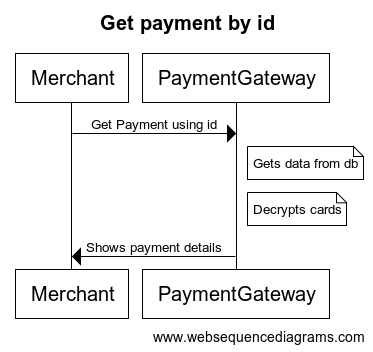 Get payment by id
Merchant
PaymentGateway
Get Payment using id
Gets data from db
Decrypts cards
Shows payment details
Merchant
PaymentGateway
www.websequencediagrams.com